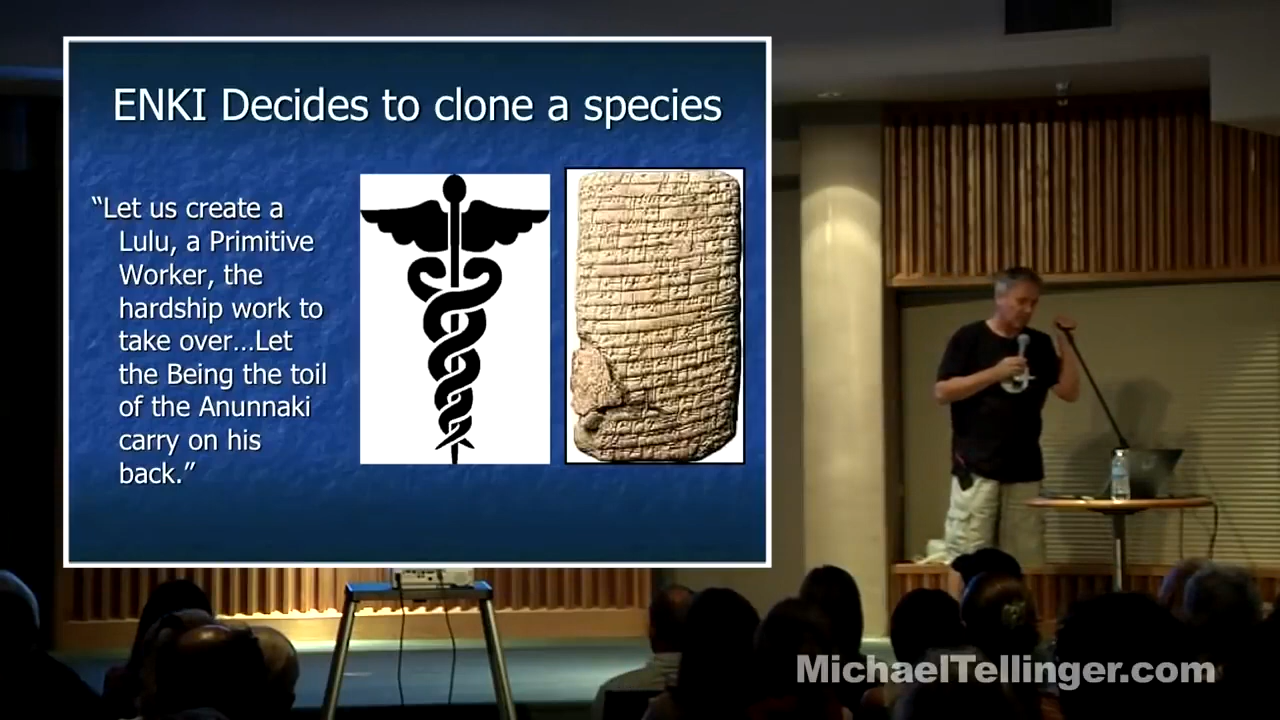 ENKI Decides to clone a species
“Let us create a
Lulu, a Primitive
Worker, the
hardship work to
take over…Let
the Being the toil
of the Anunnaki
carry on his
back.”
MichaelTellinger.com